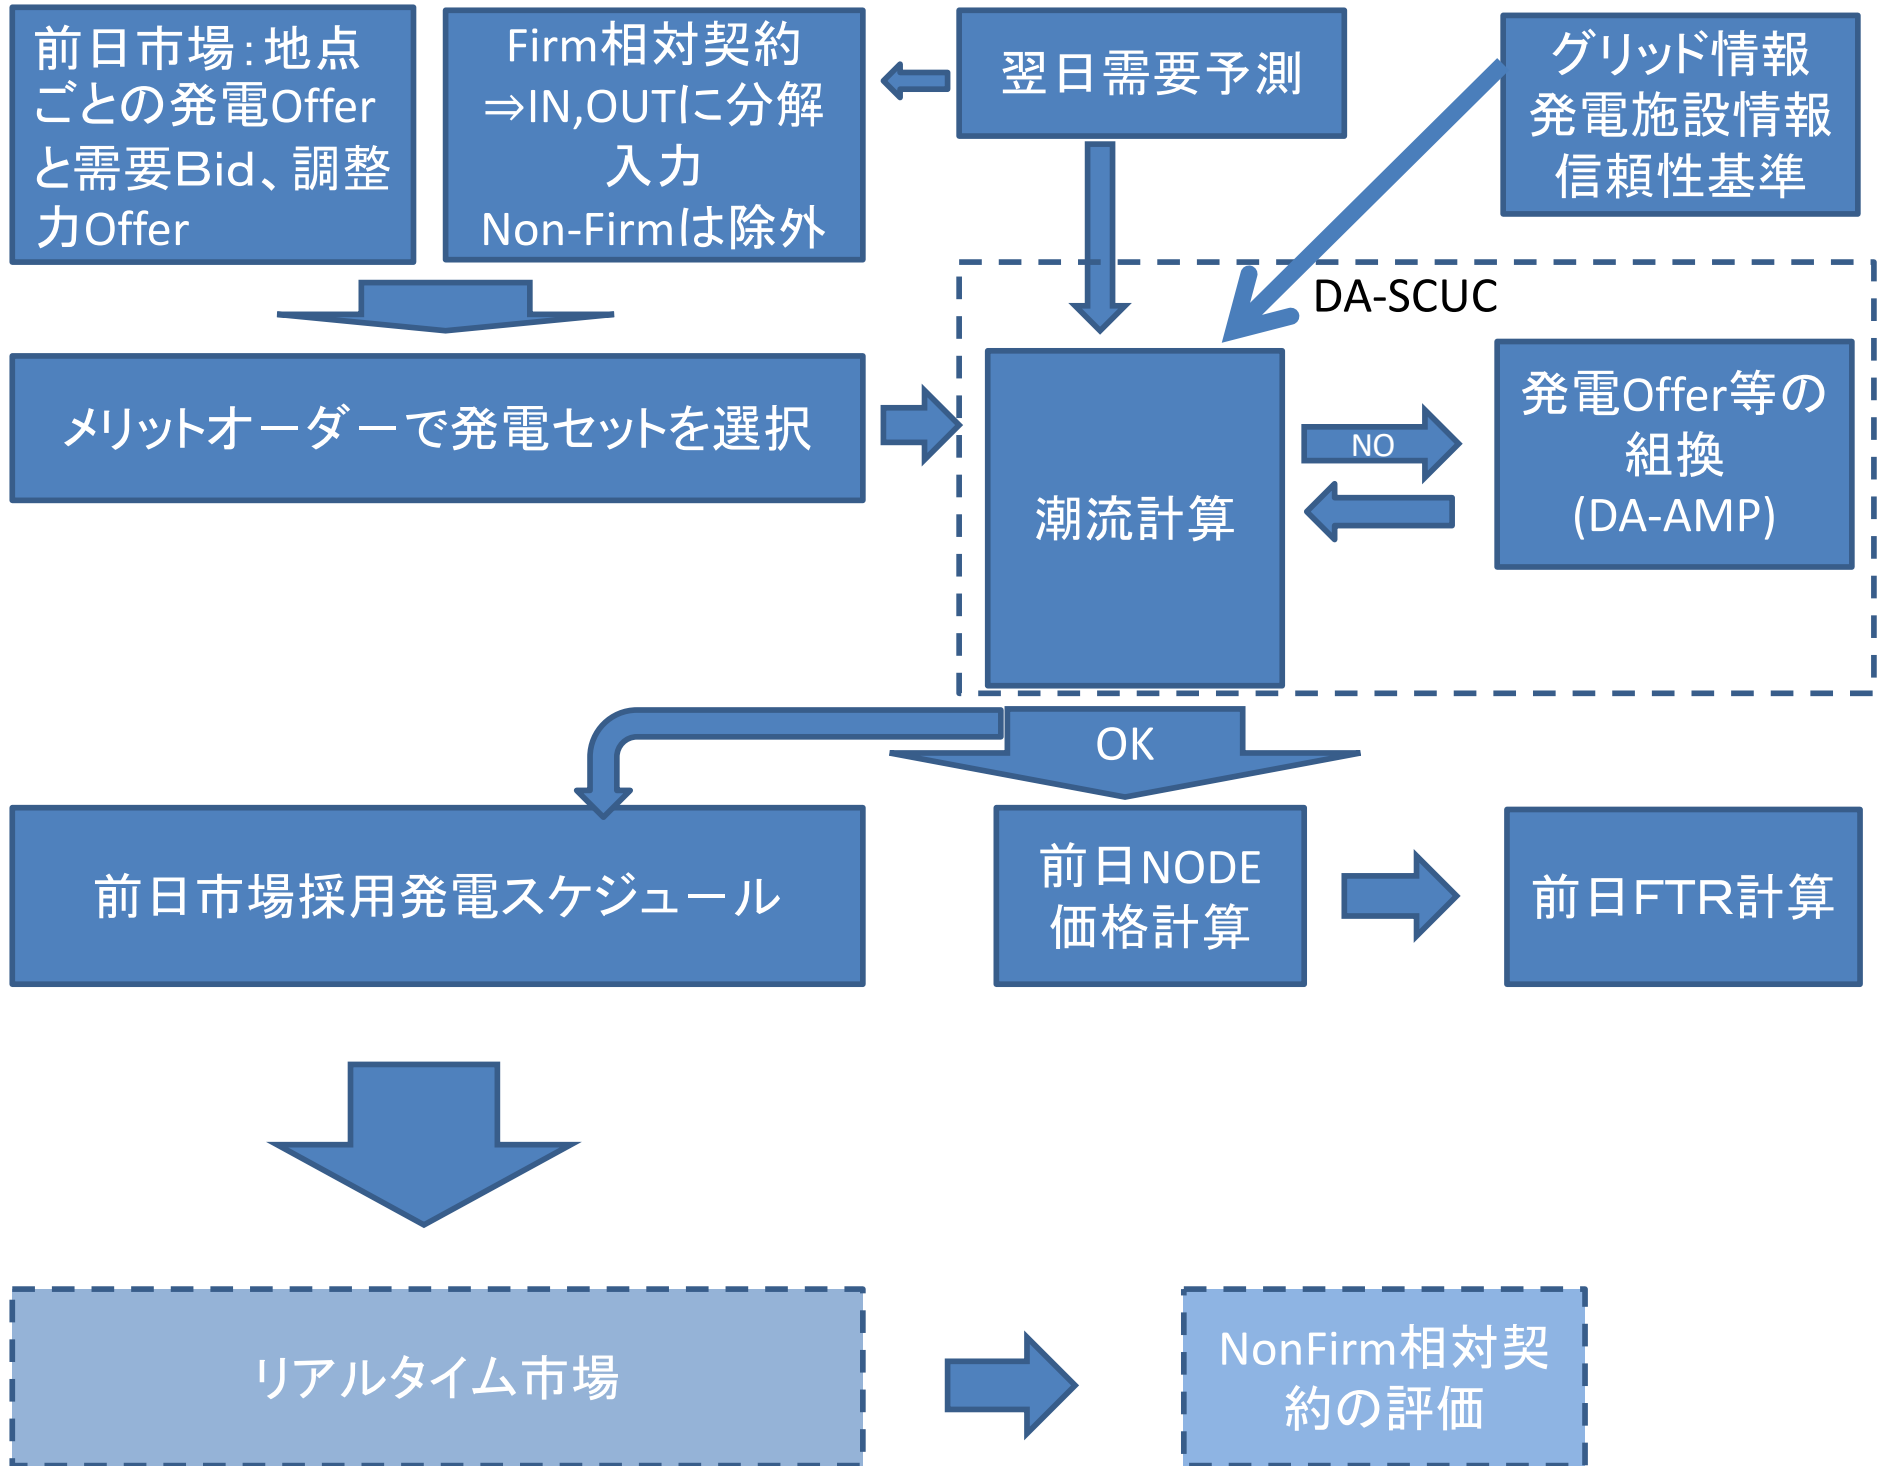 前日市場：地点
ごとの発電Offer
と需要Ｂid、調整
力Offer
Firm相対契約
⇒IN,OUTに分解
入力
Non-Firmは除外
翌日需要予測
グリッド情報
発電施設情報
信頼性基準
DA-SCUC
メリットオーダーで発電セットを選択
潮流計算
NO
発電Offer等の
組換
(DA-AMP)
OK
前日市場採用発電スケジュール
前日NODE
価格計算
前日ＦＴＲ計算
リアルタイム市場
NonFirm相対契
約の評価